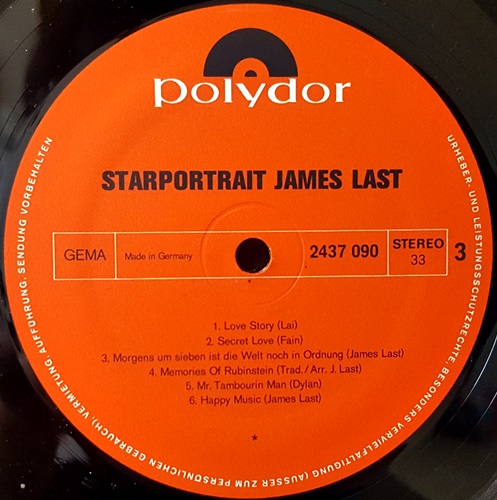 polydor
STARPORTRAIT JAMES LAST
GEMA
Made in Germany
2437 090
STEREO
33
3
1. Love Story (Lai)
2. Secret Love (Fain)
3. Morgens um sieben ist die Welt noch in Ordnung (James Last)
4. Memories Of Rubinstein (Trad./Arr. J. Last)
5. Mr. Tambourin Man (Dylan)
6. Happy Music (James Last)
*
URHEBER- UND LEISTUNGSSCHUTZRECHTE, BESONDERS VERVIELFÄLTIGUNG (AUSSER ZUM PERSÖNLICHEN GEBRAUCH) VERMIETUNG, AUFFÜHRUNG, SENDUNG VORBEHALTEN